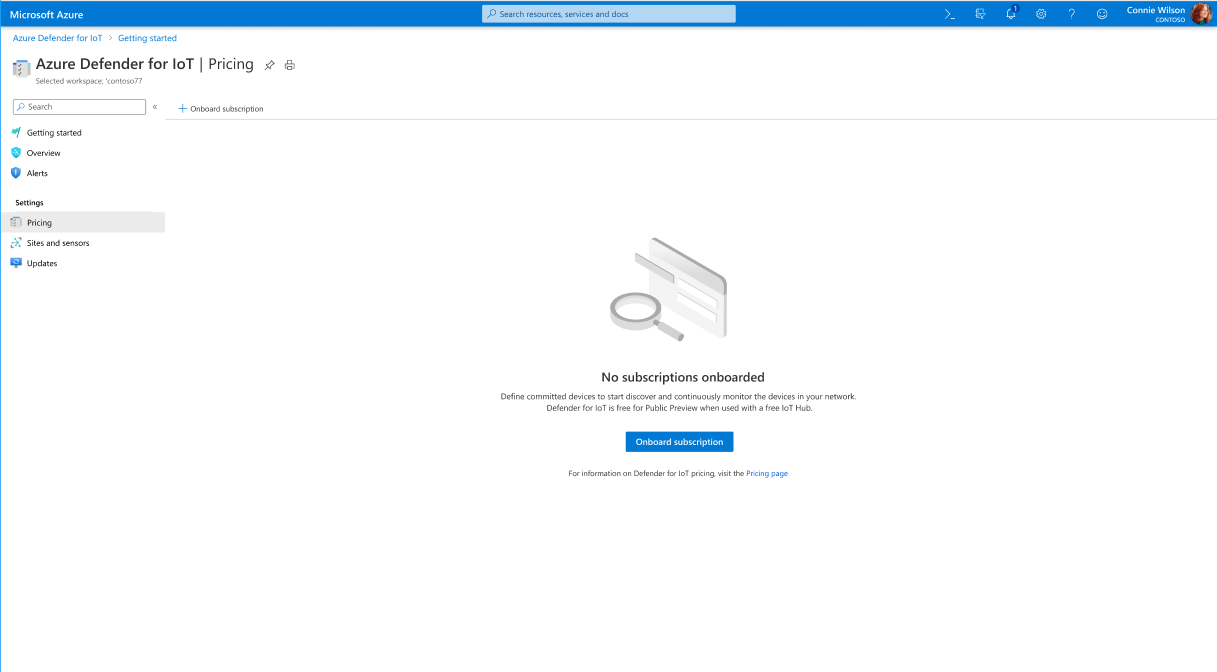 Microsoft Azure
Search resources, services and docs
1
Connie Wilson
CONTOSO
Azure Defender for IoT > Getting started
Azure Defender for IoT | Pricing
Selected workspace: 'contoso77
Search
«
Onboard subscription
Getting started
Overview
Alerts
Settings
Pricing
Sites and sensors
Updates
No subscriptions onboarded
Define committed devices to start discover and continuously monitor the devices in your network.
Defender for IoT is free for Public Preview when used with a free IoT Hub.
Onboard subscription
For information on Defender for IoT pricing, visit the Pricing page